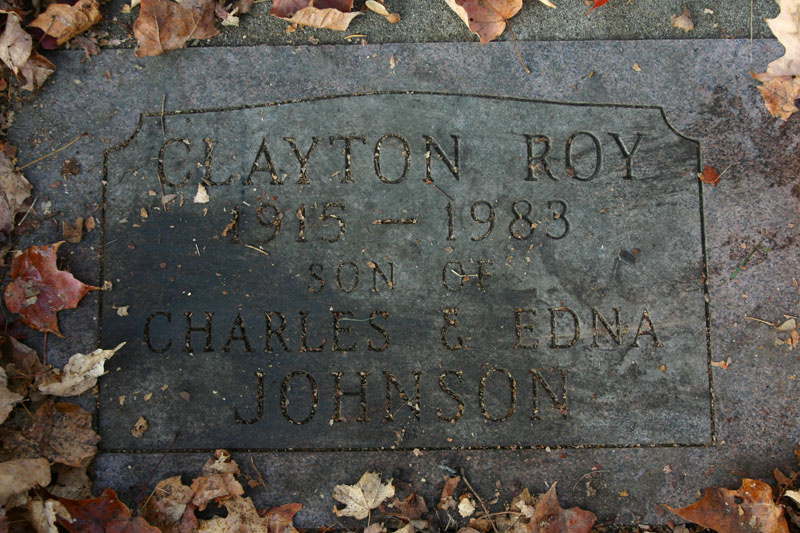 CLAYTON ROY
1915 — 1983
SON OF
CHARLES & EDNA
JOHNSON